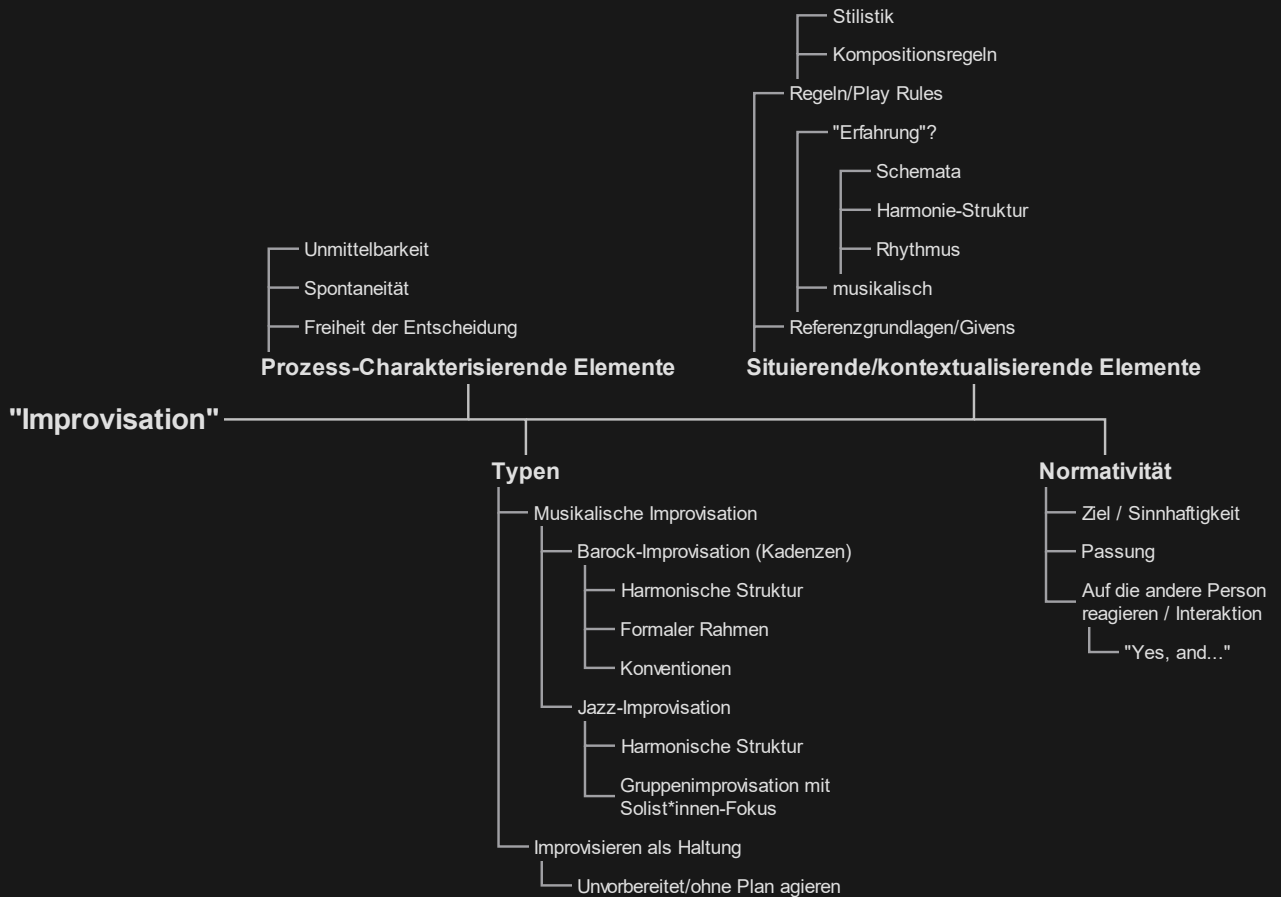 Stilistik
Kompositionsregeln
Regeln/Play Rules
"Erfahrung"?
Schemata
Harmonie-Struktur
Rhythmus
musikalisch
Referenzgrundlagen/Givens
Situierende/kontextualisierende Elemente
Unmittelbarkeit
Spontaneität
Freiheit der Entscheidung
Prozess-Charakterisierende Elemente
"Improvisation"
Typen
Musikalische Improvisation
Barock-Improvisation (Kadenzen)
Harmonische Struktur
Formaler Rahmen
Konventionen
Jazz-Improvisation
Harmonische Struktur
Gruppenimprovisation mit
Solist*innen-Fokus
Improvisieren als Haltung
Unvorbereitet/ohne Plan agieren
Normativität
Ziel / Sinnhaftigkeit
Passung
Auf die andere Person
reagieren / Interaktion
"Yes, and..."